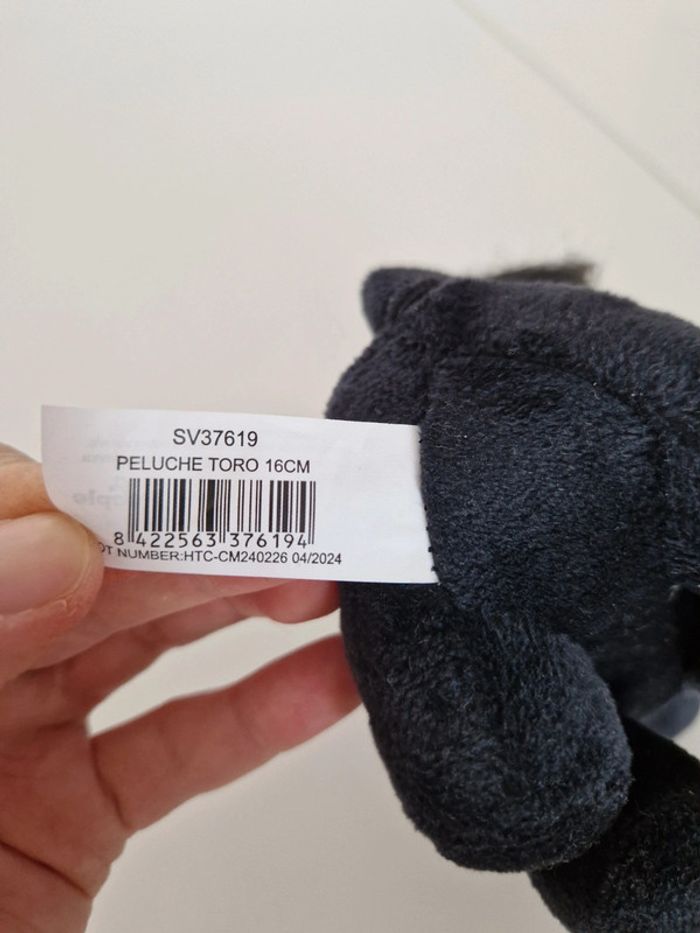 SV37619
PELUCHE TORO 16CM
8 422563 376194
OT NUMBER:HTC-CM240226 04/2024